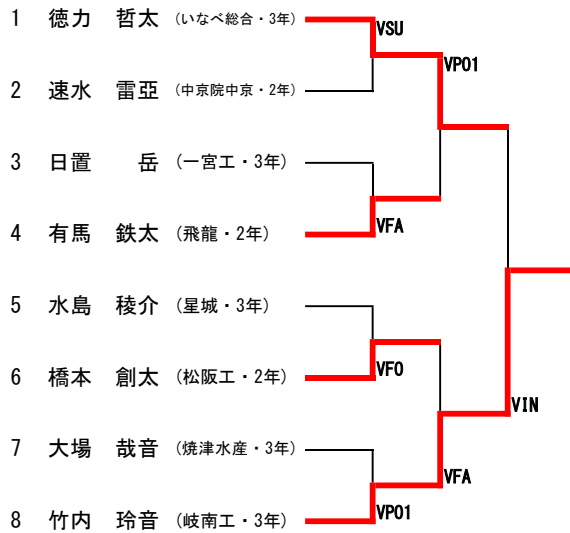 1 徳力 哲太 (いなべ総合・3年)
VSU
VPO1
2 速水 雷亞 (中京院中京・2年)
3 日置 岳 (一宮工・3年)
VFA
4 有馬 鉄太 (飛龍・2年)
5 水島 稜介 (星城・3年)
VFO
6 橋本 創太 (松阪工・2年)
VIN
7 大場 哉音 (焼津水産・3年)
VFA
VPO1
8 竹内 玲音 (岐南工・3年)